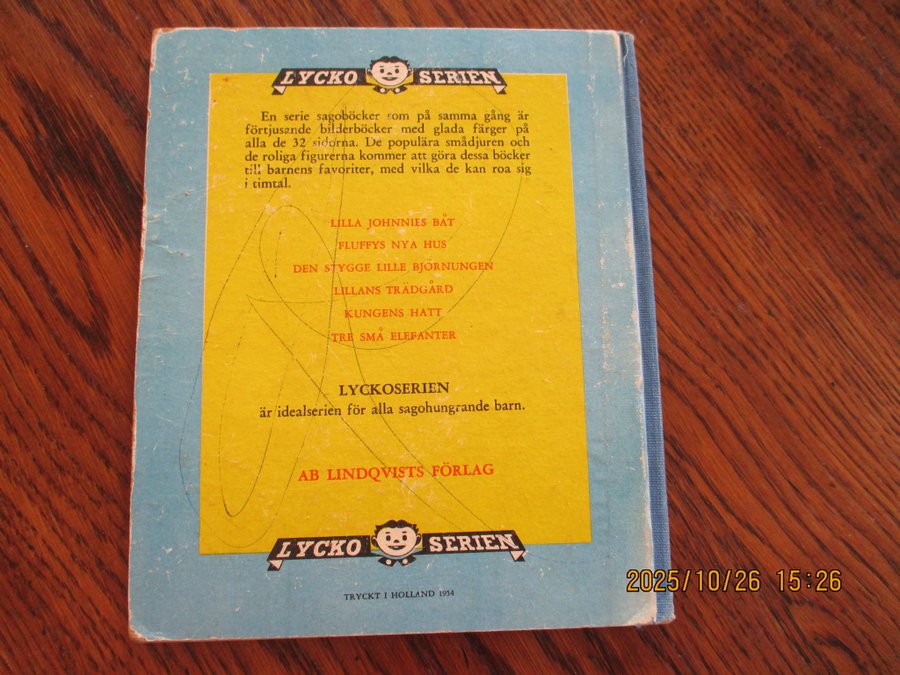 LYCKO SERIEN
En serie sagoböcker som på samma gång är
förtjusande bilderböcker med glada färger på
alla de 32 sidorna. De populära smådjuren och
de roliga figurerna kommer att göra dessa böcker
till barnens favoriter, med vilka de kan roa sig
i timtal.
LILLA JOHNNIES BÅT
FLUFFYS NYA HUS
DEN STYGGE LILLE BJÖRNUNGEN
LILLANS TRÄDGÅRD
KUNGENS HATT
TRE SMÅ ELEFANTER
LYCKOSERIEN
är idealserien för alla sagohungrande barn.
AB LINDQVISTS FÖRLAG
LYCKO SERIEN
TRYCKT I HOLLAND 1954
2025/10/26 15:26